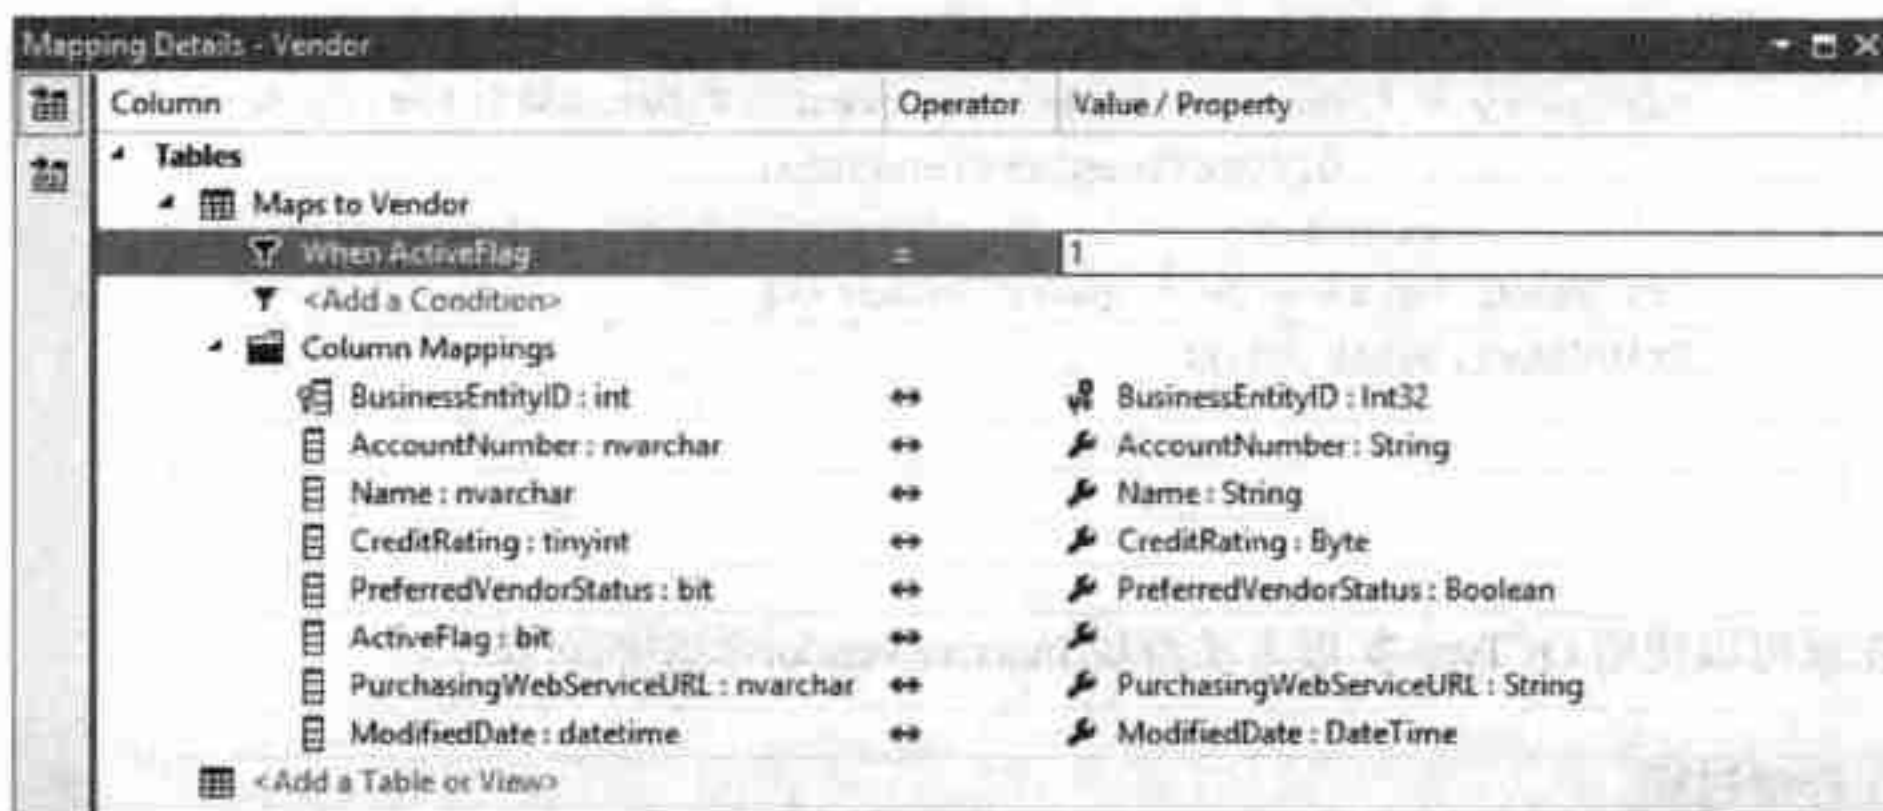 Mapping Details - Vendor
Column Operator Value / Property
Tables
Maps to Vendor
When ActiveFlag = 1
<Add a Condition>
Column Mappings
BusinessEntityID : int BusinessEntityID : Int32
AccountNumber : nvarchar AccountNumber : String
Name : nvarchar Name : String
CreditRating : tinyint CreditRating : Byte
PreferredVendorStatus : bit PreferredVendorStatus : Boolean
ActiveFlag : bit
PurchasingWebServiceURL : nvarchar PurchasingWebServiceURL : String
ModifiedDate : datetime ModifiedDate : DateTime
<Add a Table or View>